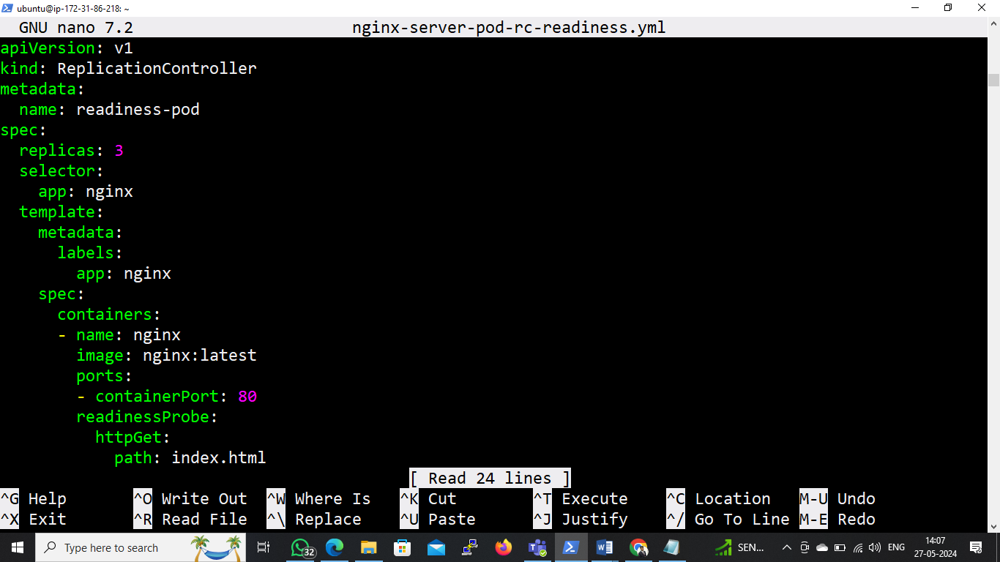 ubuntu@ip-172-31-86-218: ~
GNU nano 7.2 nginx-server-pod-rc-readiness.yml
apiVersion: v1
kind: ReplicationController
metadata:
  name: readiness-pod
spec:
  replicas: 3
  selector:
    app: nginx
  template:
    metadata:
      labels:
        app: nginx
    spec:
      containers:
      - name: nginx
        image: nginx:latest
        ports:
        - containerPort: 80
        readinessProbe:
          httpGet:
            path: index.html
[ Read 24 lines ]
^G Help ^O Write Out ^W Where Is ^K Cut ^T Execute ^C Location M-U Undo
^X Exit ^R Read File ^\ Replace ^U Paste ^J Justify ^/ Go To Line M-E Redo
Type here to search 32 SEN... ENG 14:07
27-05-2024